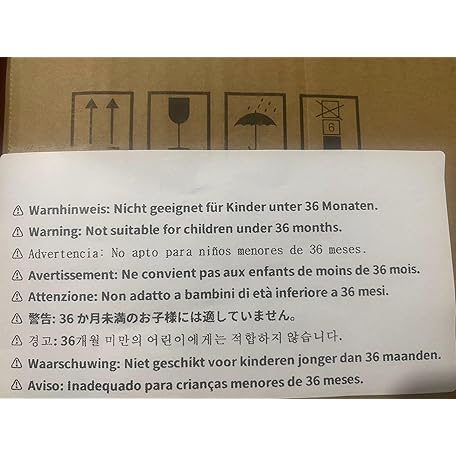 6
⚠ Warnhinweis: Nicht geeignet für Kinder unter 36 Monaten.
⚠ Warning: Not suitable for children under 36 months.
⚠ Advertencia: No apto para niños menores de 36 meses.
⚠ Avertissement: Ne convient pas aux enfants de moins de 36 mois.
⚠ Attenzione: Non adatto a bambini di età inferiore a 36 mesi.
⚠ 警告: 36 か月未満のお子様には適していません。
⚠ 경고: 36개월 미만의 어린이에게는 적합하지 않습니다.
⚠ Waarschuwing: Niet geschikt voor kinderen jonger dan 36 maanden.
⚠ Aviso: Inadequado para crianças menores de 36 meses.